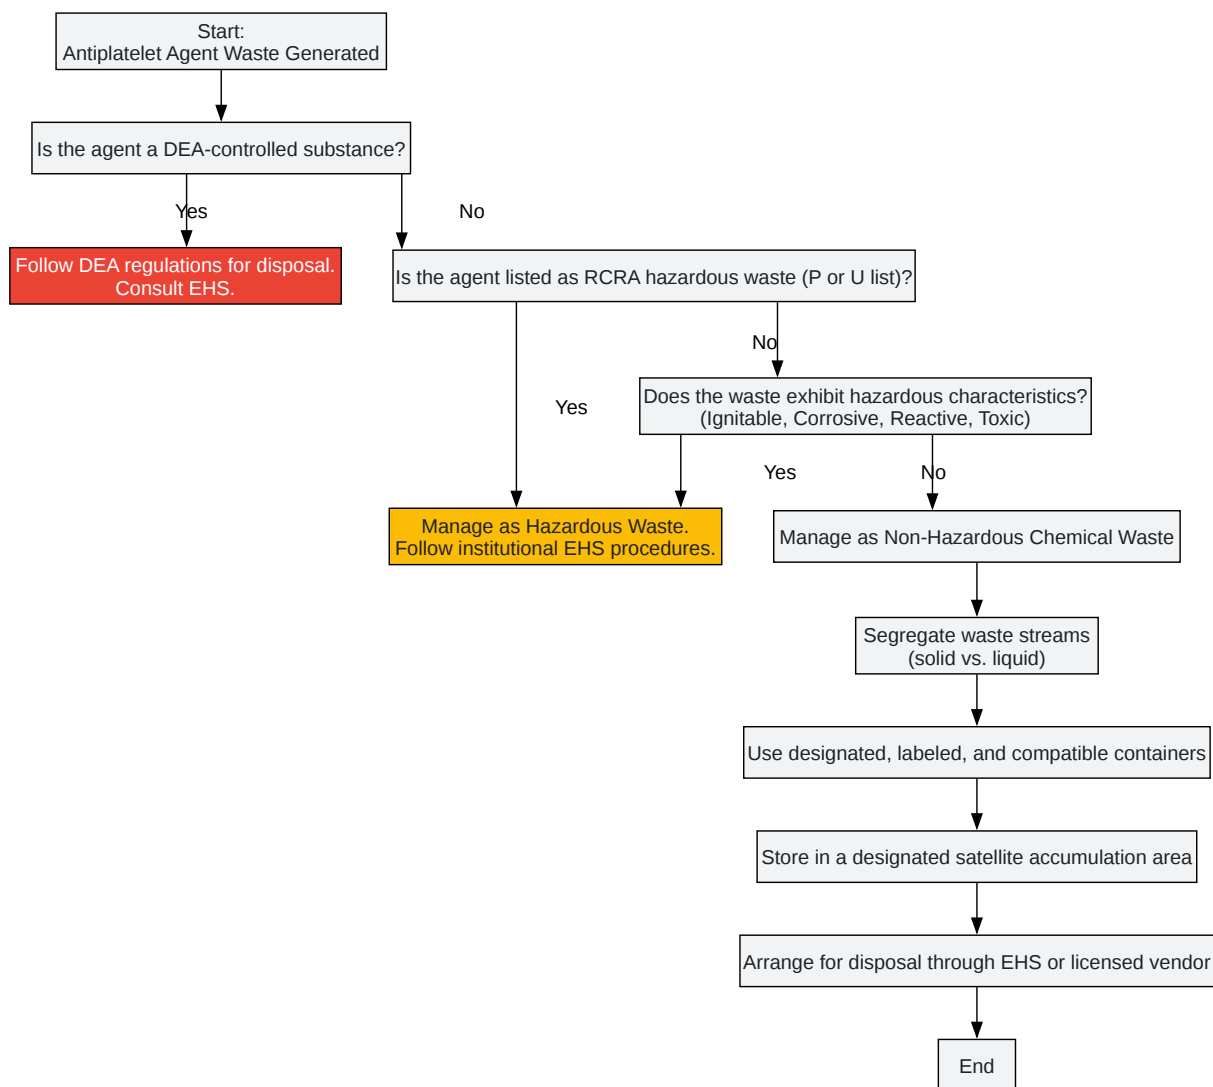 Start:
Antiplatelet Agent Waste Generated
Is the agent a DEA-controlled substance?
Yes
No
Follow DEA regulations for disposal.
Consult EHS.
Is the agent listed as RCRA hazardous waste (P or U list)?
No
Yes
Does the waste exhibit hazardous characteristics?
(Ignitable, Corrosive, Reactive, Toxic)
Yes
No
Manage as Hazardous Waste.
Follow institutional EHS procedures.
Manage as Non-Hazardous Chemical Waste
Segregate waste streams
(solid vs. liquid)
Use designated, labeled, and compatible containers
Store in a designated satellite accumulation area
Arrange for disposal through EHS or licensed vendor
End